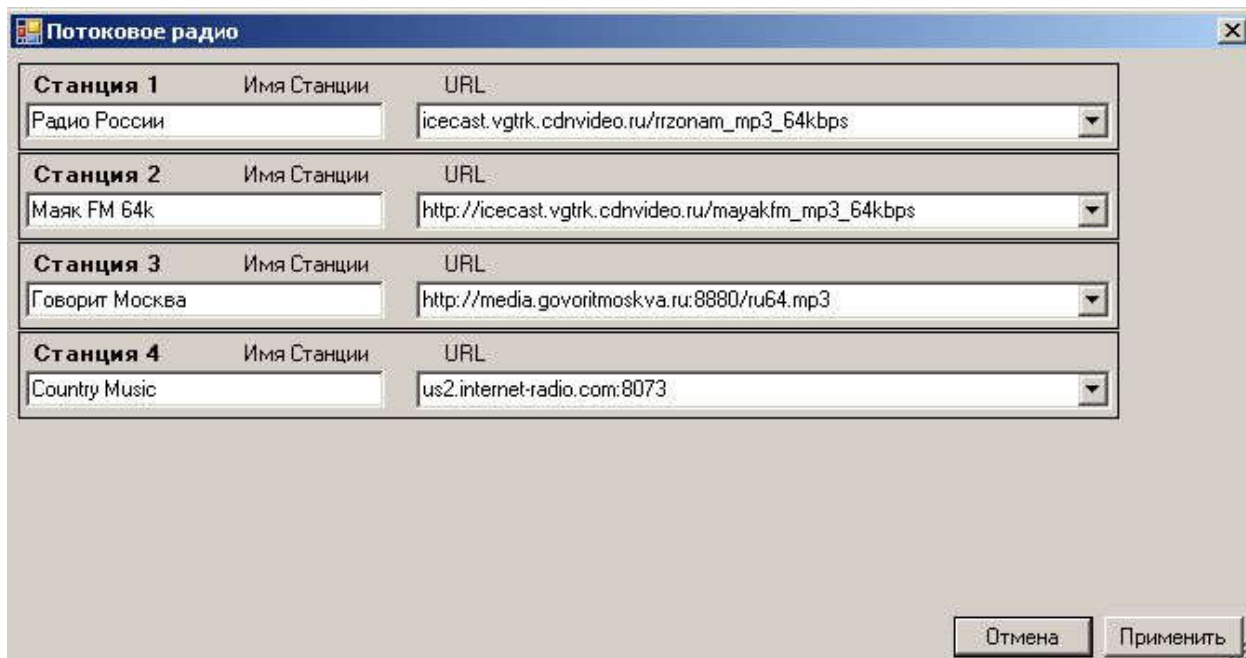 Потоковое радио
Станция 1 Имя Станции URL
Радио России icecast.vgtrk.cdnvideo.ru/rrzonam_mp3_64kbps
Станция 2 Имя Станции URL
Маяк FM 64k http://icecast.vgtrk.cdnvideo.ru/mayakfm_mp3_64kbps
Станция 3 Имя Станции URL
Говорит Москва http://media.govoritmoskva.ru:8880/ru64.mp3
Станция 4 Имя Станции URL
Country Music us2.internet-radio.com:8073
Отмена Применить